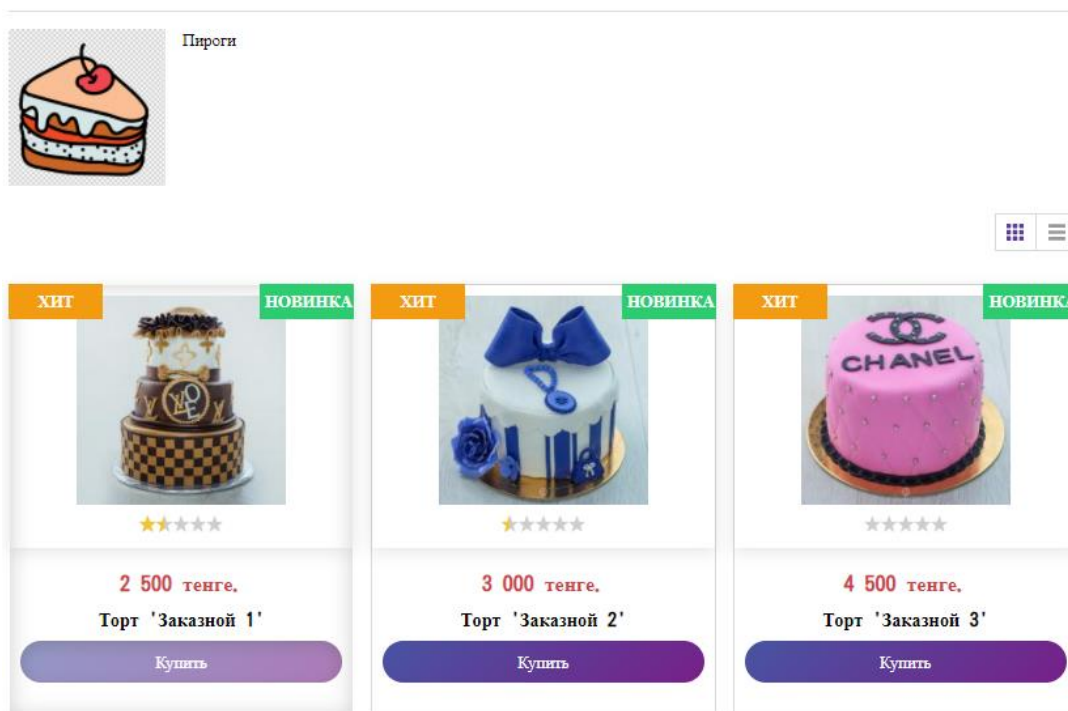 Пироги
ХИТ НОВИНКА ХИТ НОВИНКА ХИТ
CHANEL
2 500 тенге. 3 000 тенге. 4 500 тенге.
Торт 'Заказной 1' Торт 'Заказной 2' Торт 'Заказной 3'
Купить Купить Купить